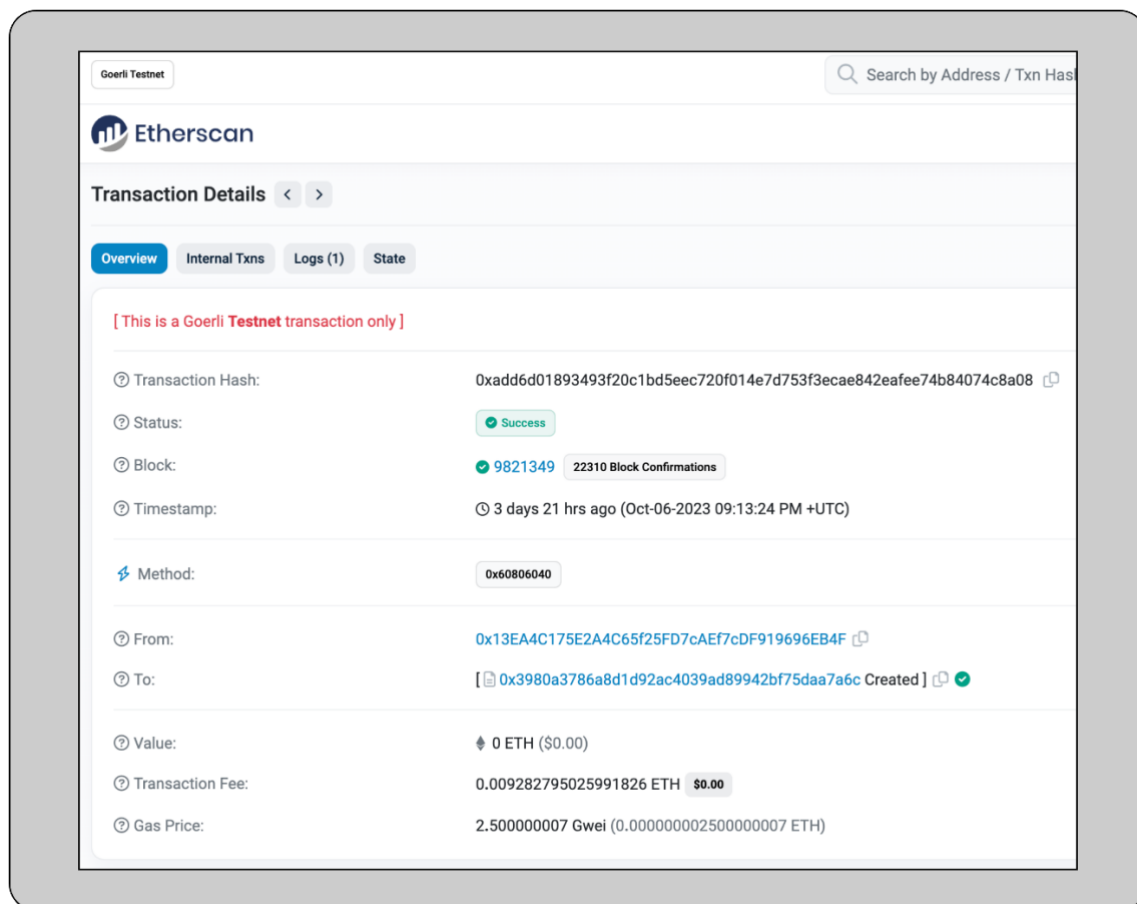 Goerli Testnet
Search by Address / Txn Hash
Etherscan
Transaction Details
Overview Internal Txns Logs (1) State
[ This is a Goerli Testnet transaction only ]
Transaction Hash: 0xadd6d01893493f20c1bd5eec720f014e7d753f3ecae842eafee74b84074c8a08
Status: Success
Block: 9821349 22310 Block Confirmations
Timestamp: 3 days 21 hrs ago (Oct-06-2023 09:13:24 PM +UTC)
Method: 0x60806040
From: 0x13EA4C175E2A4C65f25FD7cAEf7cDF919696EB4F
To: [ 0x3980a3786a8d1d92ac4039ad89942bf75daa7a6c Created ]
Value: 0 ETH ($0.00)
Transaction Fee: 0.009282795025991826 ETH $0.00
Gas Price: 2.500000007 Gwei (0.000000002500000007 ETH)